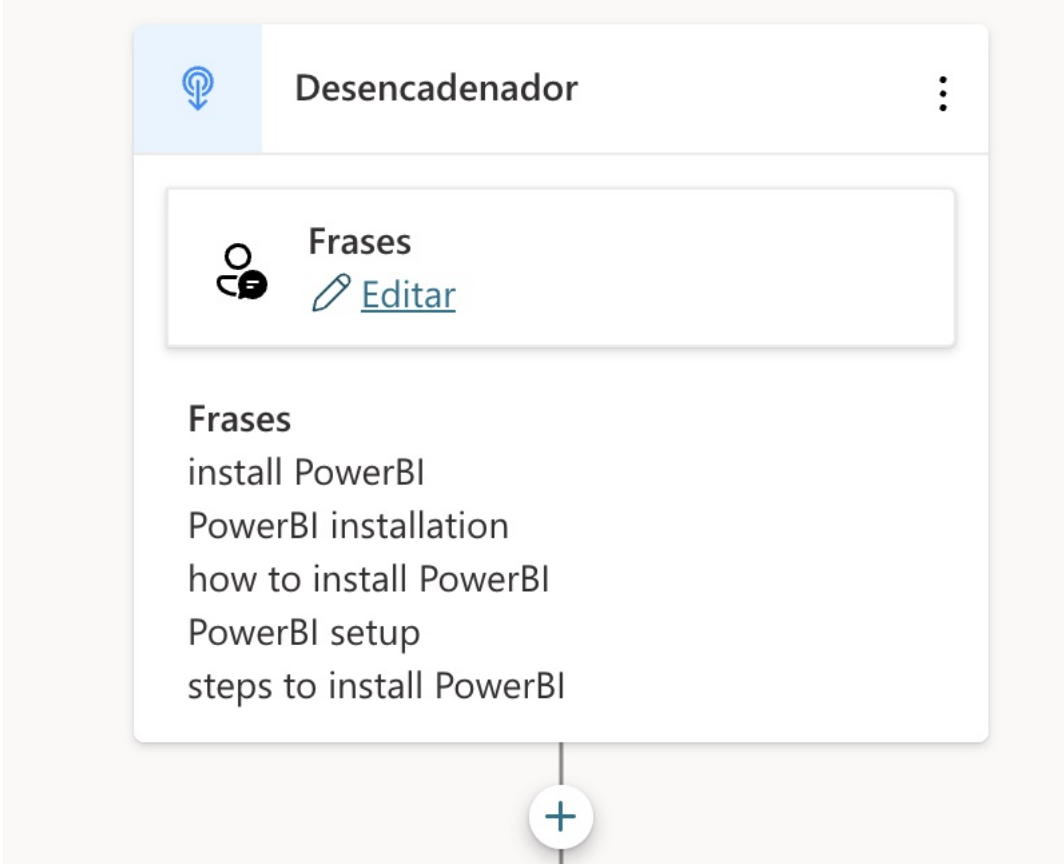 Desencadenador
Frases
Editar
Frases
install PowerBI
PowerBI installation
how to install PowerBI
PowerBI setup
steps to install PowerBI